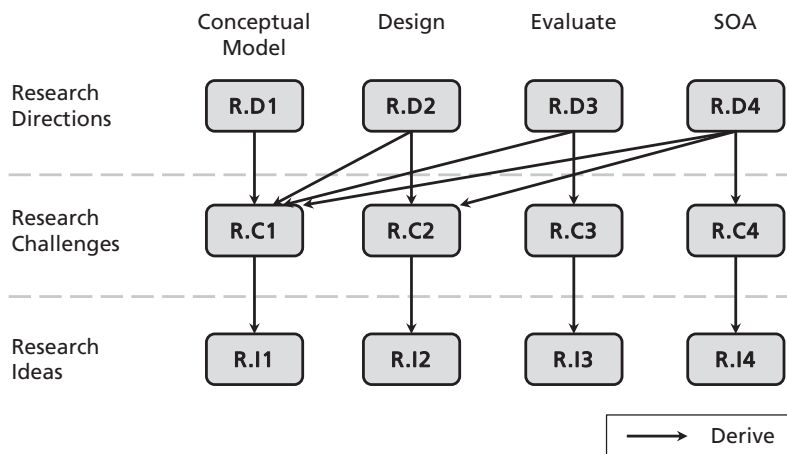 Conceptual
Model
Design
Evaluate
SOA
Research
Directions
R.D1
R.D2
R.D3
R.D4
Research
Challenges
R.C1
R.C2
R.C3
R.C4
Research
Ideas
R.I1
R.I2
R.I3
R.I4
Derive